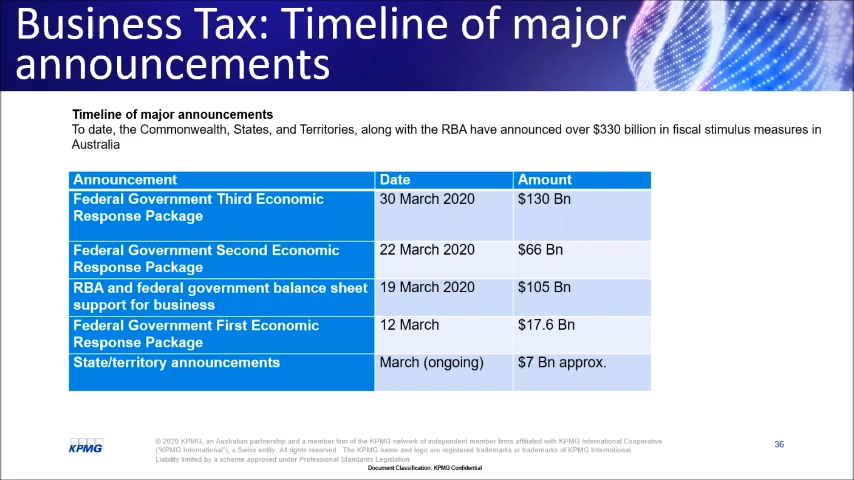 Business Tax: Timeline of major
announcements
Timeline of major announcements
To date, the Commonwealth, States, and Territories, along with the RBA have announced over $330 billion in fiscal stimulus measures in
Australia
Announcement Date Amount
Federal Government Third Economic 30 March 2020 $130 Bn
Response Package
Federal Government Second Economic 22 March 2020 $66 Bn
Response Package
RBA and federal government balance sheet 19 March 2020 $105 Bn
support for business
Federal Government First Economic 12 March $17.6 Bn
Response Package
State/territory announcements March (ongoing) $7 Bn approx.
KPMG
© 2020 KPMG, an Australian partnership and a member firm of the KPMG network of independent member firms affiliated with KPMG International Cooperative
("KPMG International"), a Swiss entity. All rights reserved. The KPMG name and logo are registered trademarks or trademarks of KPMG International.
Liability limited by a scheme approved under Professional Standards Legislation.
36
Document Classification: KPMG Confidential